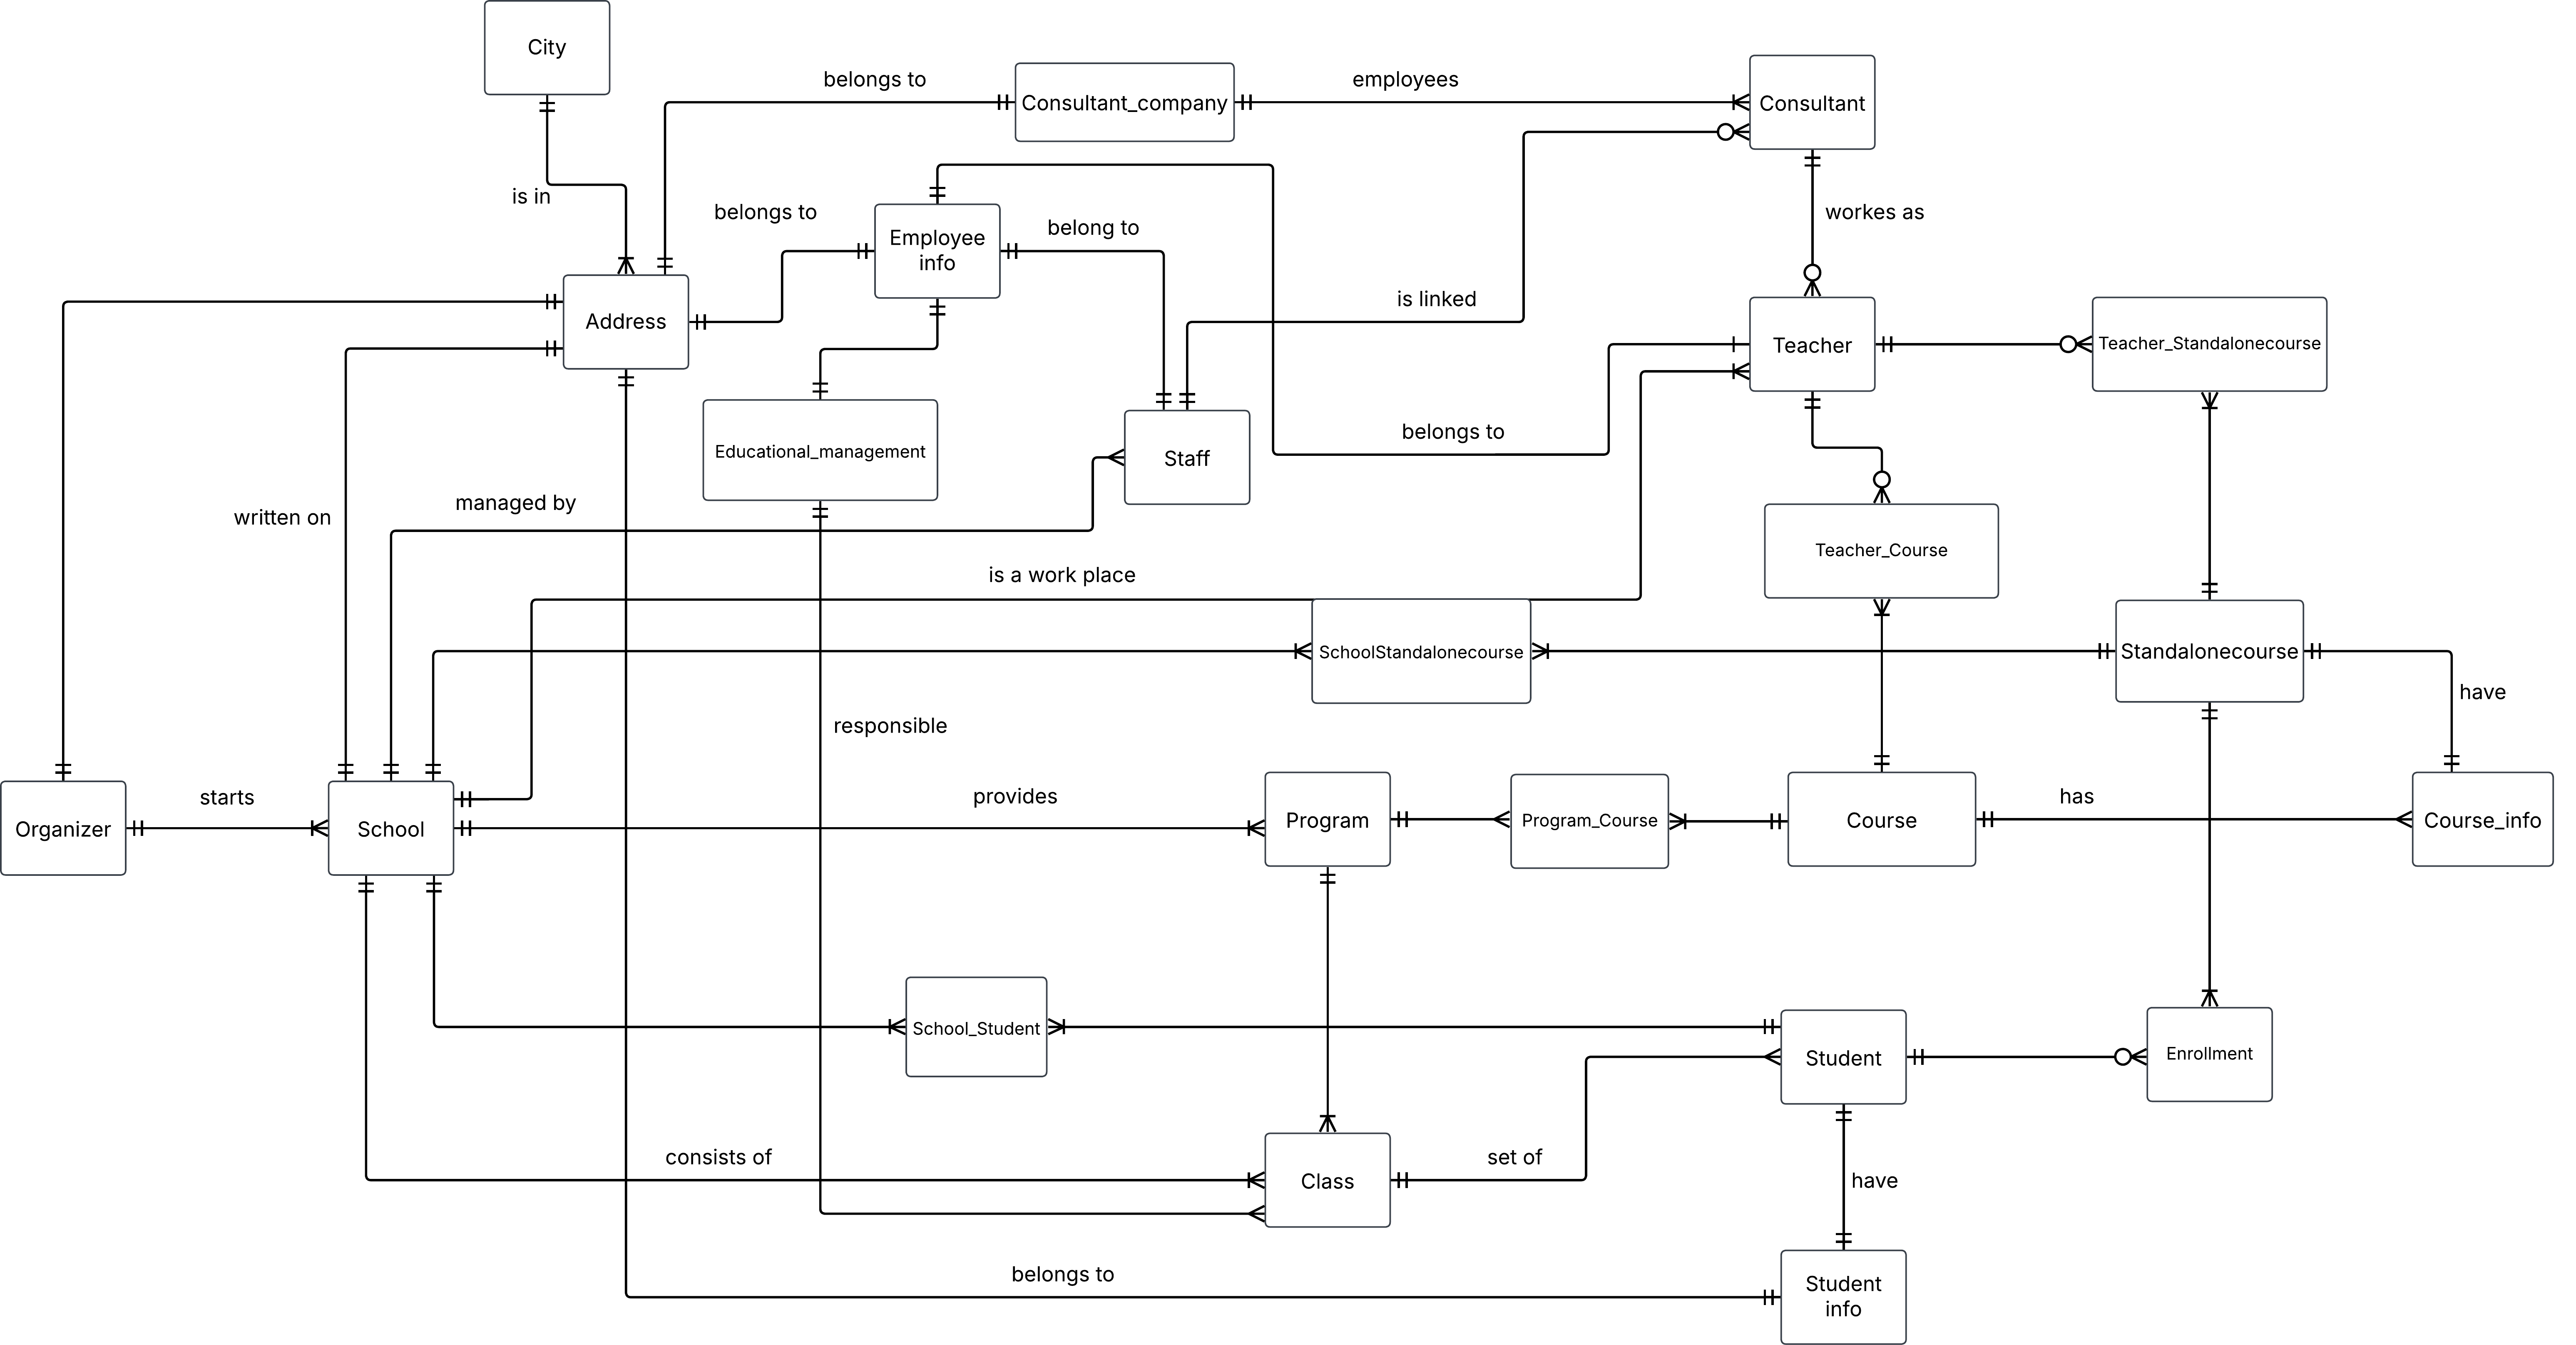 City
belongs to
Consultant_company
employees
Consultant
is in
belongs to
Employee
info
belong to
workes as
is linked
Address
Teacher
Teacher_Standalonecourse
belongs to
Educational_management
Staff
managed by
written on
Teacher_Course
is a work place
SchoolStandalonecourse
Standalonecourse
have
responsible
Organizer
starts
School
provides
Program
Program_Course
Course
has
Course_info
School_Student
Student
Enrollment
consists of
Class
set of
have
belongs to
Student
info